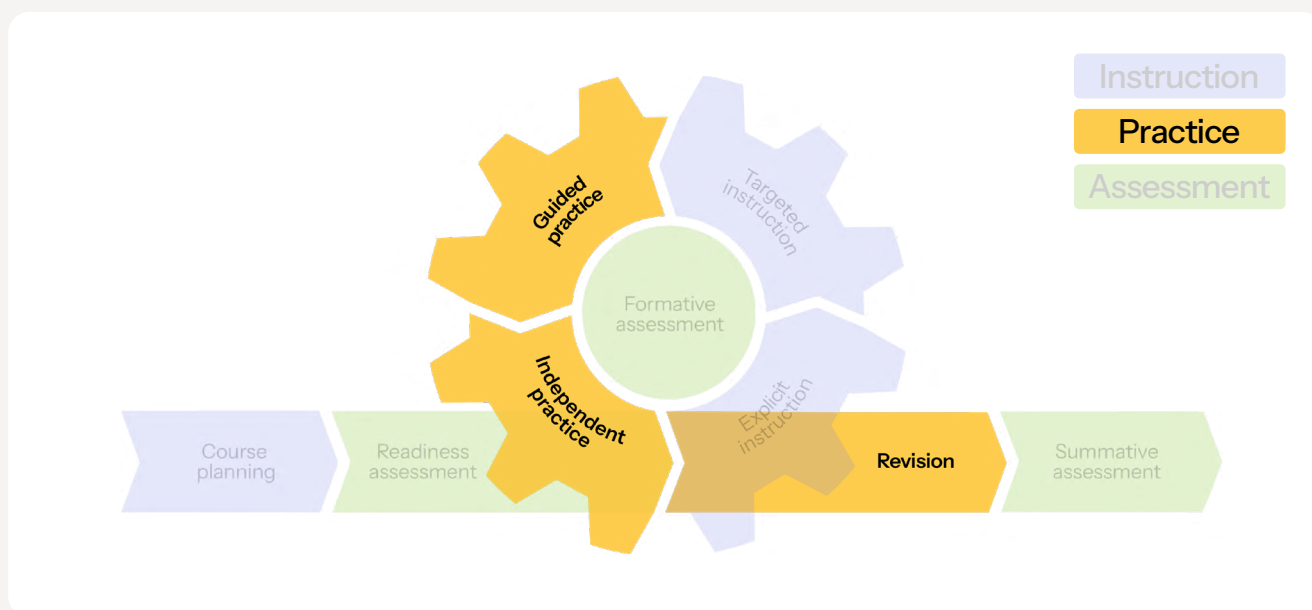 Instruction
Practice
Assessment
Guided
practice
Targeted
instruction
Formative
assessment
Independent
practice
Explicit
instruction
Course
planning
Readiness
assessment
Revision
Summative
assessment